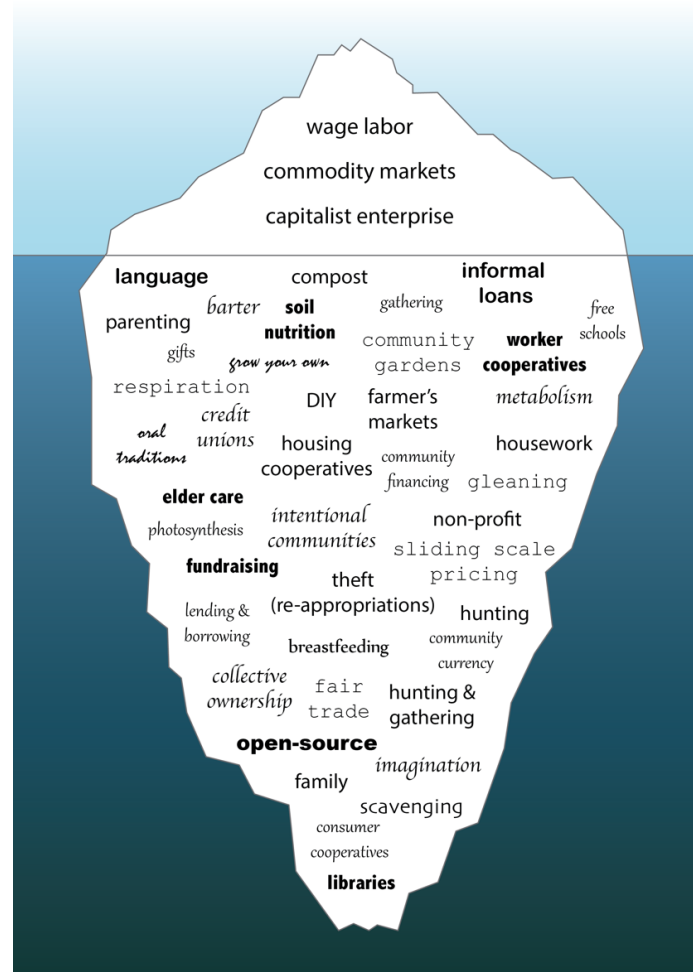 wage labor
commodity markets
capitalist enterprise
language
compost
informal
loans
barter
soil
nutrition
gathering
free
schools
parenting
gifts
grow your own
community
gardens
worker
cooperatives
respiration
DIY
farmer's
markets
metabolism
credit
unions
oral
traditions
housing
cooperatives
community
financing
housework
gleaning
elder care
photosynthesis
intentional
communities
non-profit
sliding scale
pricing
fundraising
theft
(re-appropriations)
hunting
lending &
borrowing
breastfeeding
community
currency
collective
ownership
fair
trade
hunting &
gathering
open-source
imagination
family
scavenging
consumer
cooperatives
libraries